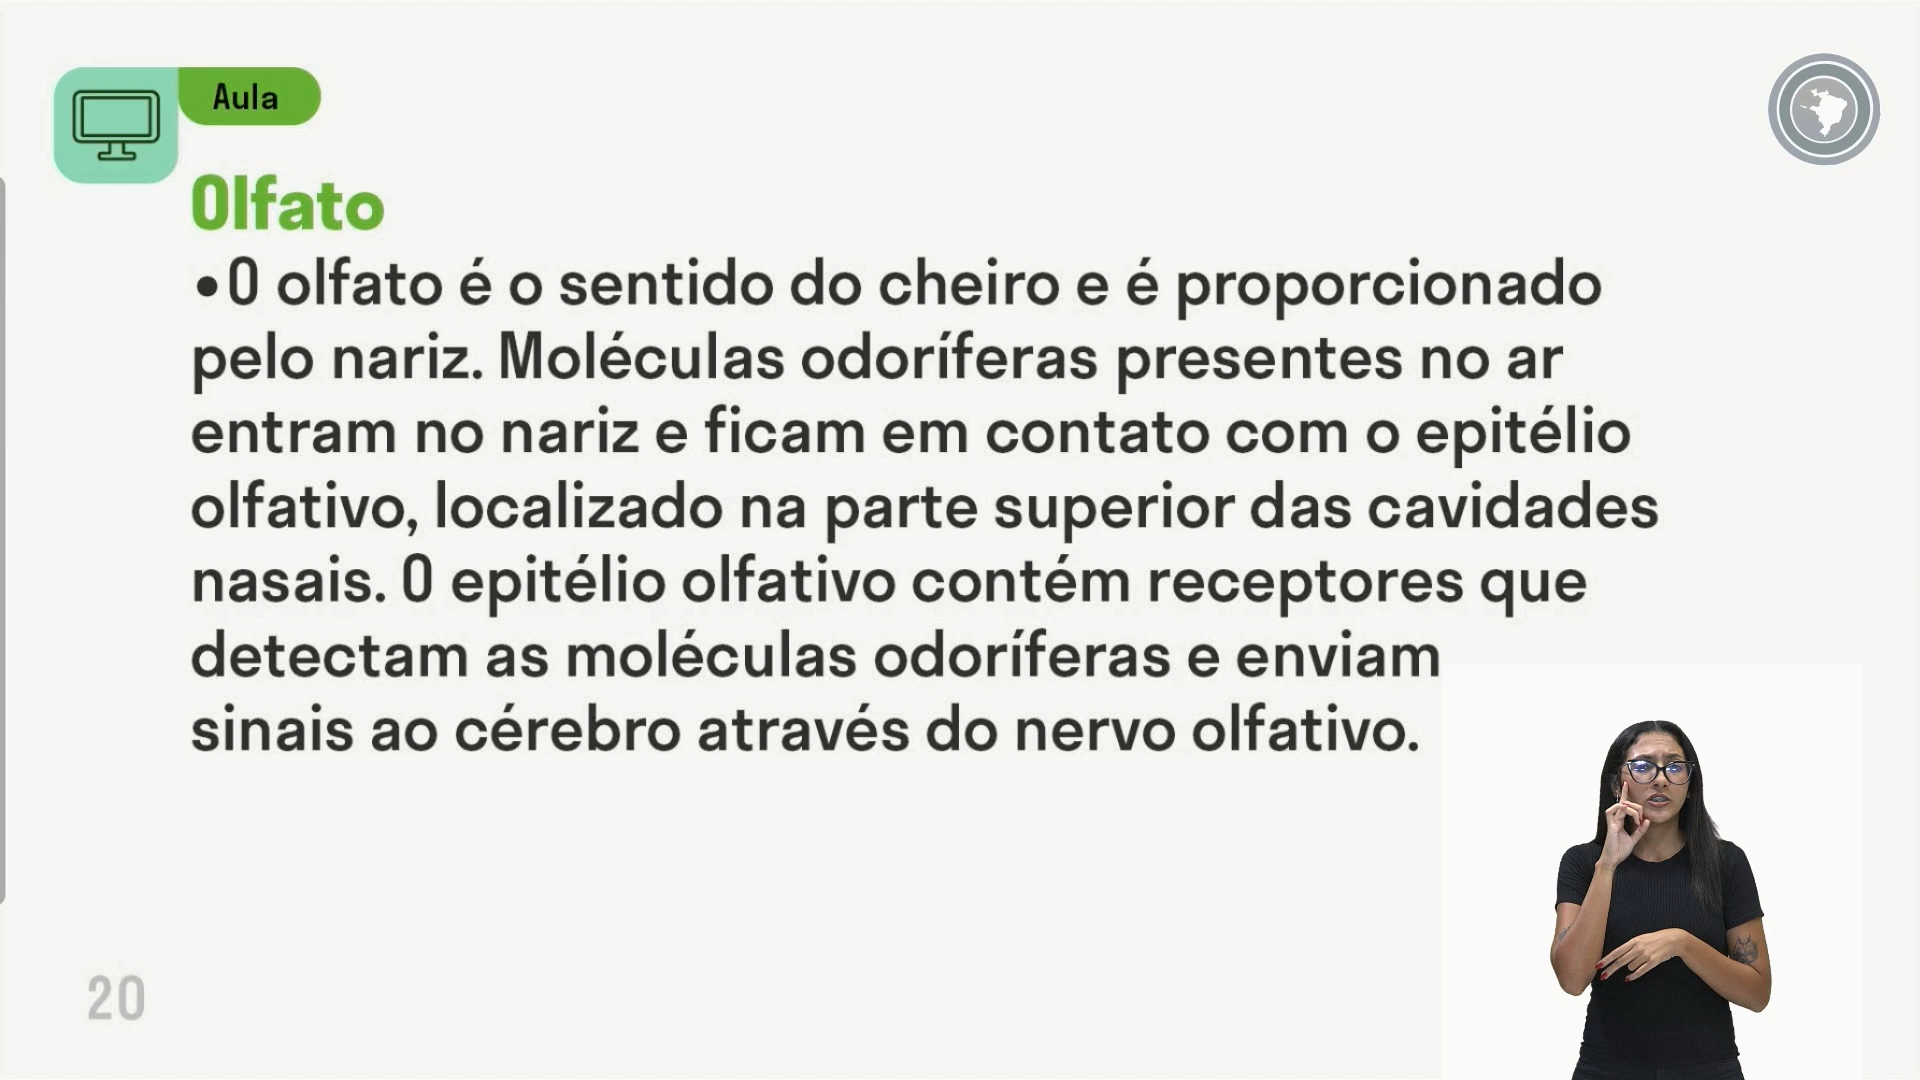 Aula
Olfato
•O olfato é o sentido do cheiro e é proporcionado
pelo nariz. Moléculas odoríferas presentes no ar
entram no nariz e ficam em contato com o epitélio
olfativo, localizado na parte superior das cavidades
nasais. O epitélio olfativo contém receptores que
detectam as moléculas odoríferas e enviam
sinais ao cérebro através do nervo olfativo.
20